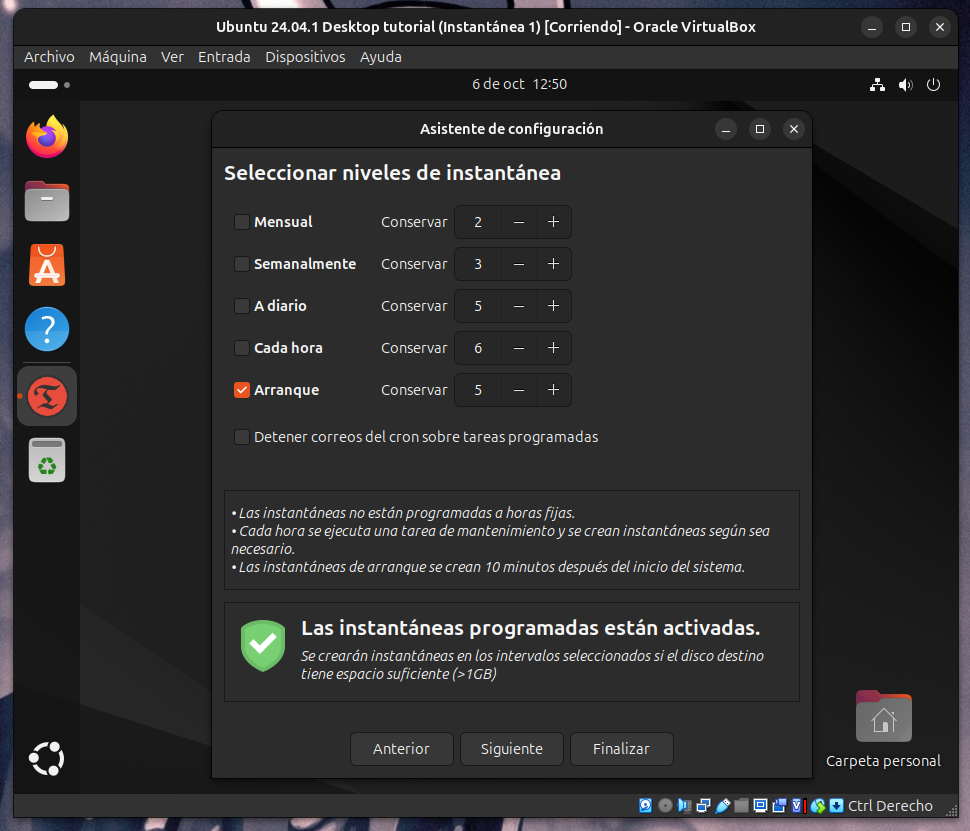 Ubuntu 24.04.1 Desktop tutorial (Instantánea 1) [Corriendo] - Oracle VirtualBox
Archivo Máquina Ver Entrada Dispositivos Ayuda
6 de oct 12:50
Asistente de configuración
Seleccionar niveles de instantánea
Mensual Conservar 2 − +
Semanalmente Conservar 3 − +
A diario Conservar 5 − +
Cada hora Conservar 6 − +
Arranque Conservar 5 − +
Detener correos del cron sobre tareas programadas
• Las instantáneas no están programadas a horas fijas.
• Cada hora se ejecuta una tarea de mantenimiento y se crean instantáneas según sea
necesario.
• Las instantáneas de arranque se crean 10 minutos después del inicio del sistema.
Las instantáneas programadas están activadas.
Se crearán instantáneas en los intervalos seleccionados si el disco destino
tiene espacio suficiente (>1GB)
Anterior Siguiente Finalizar
Carpeta personal
Ctrl Derecho